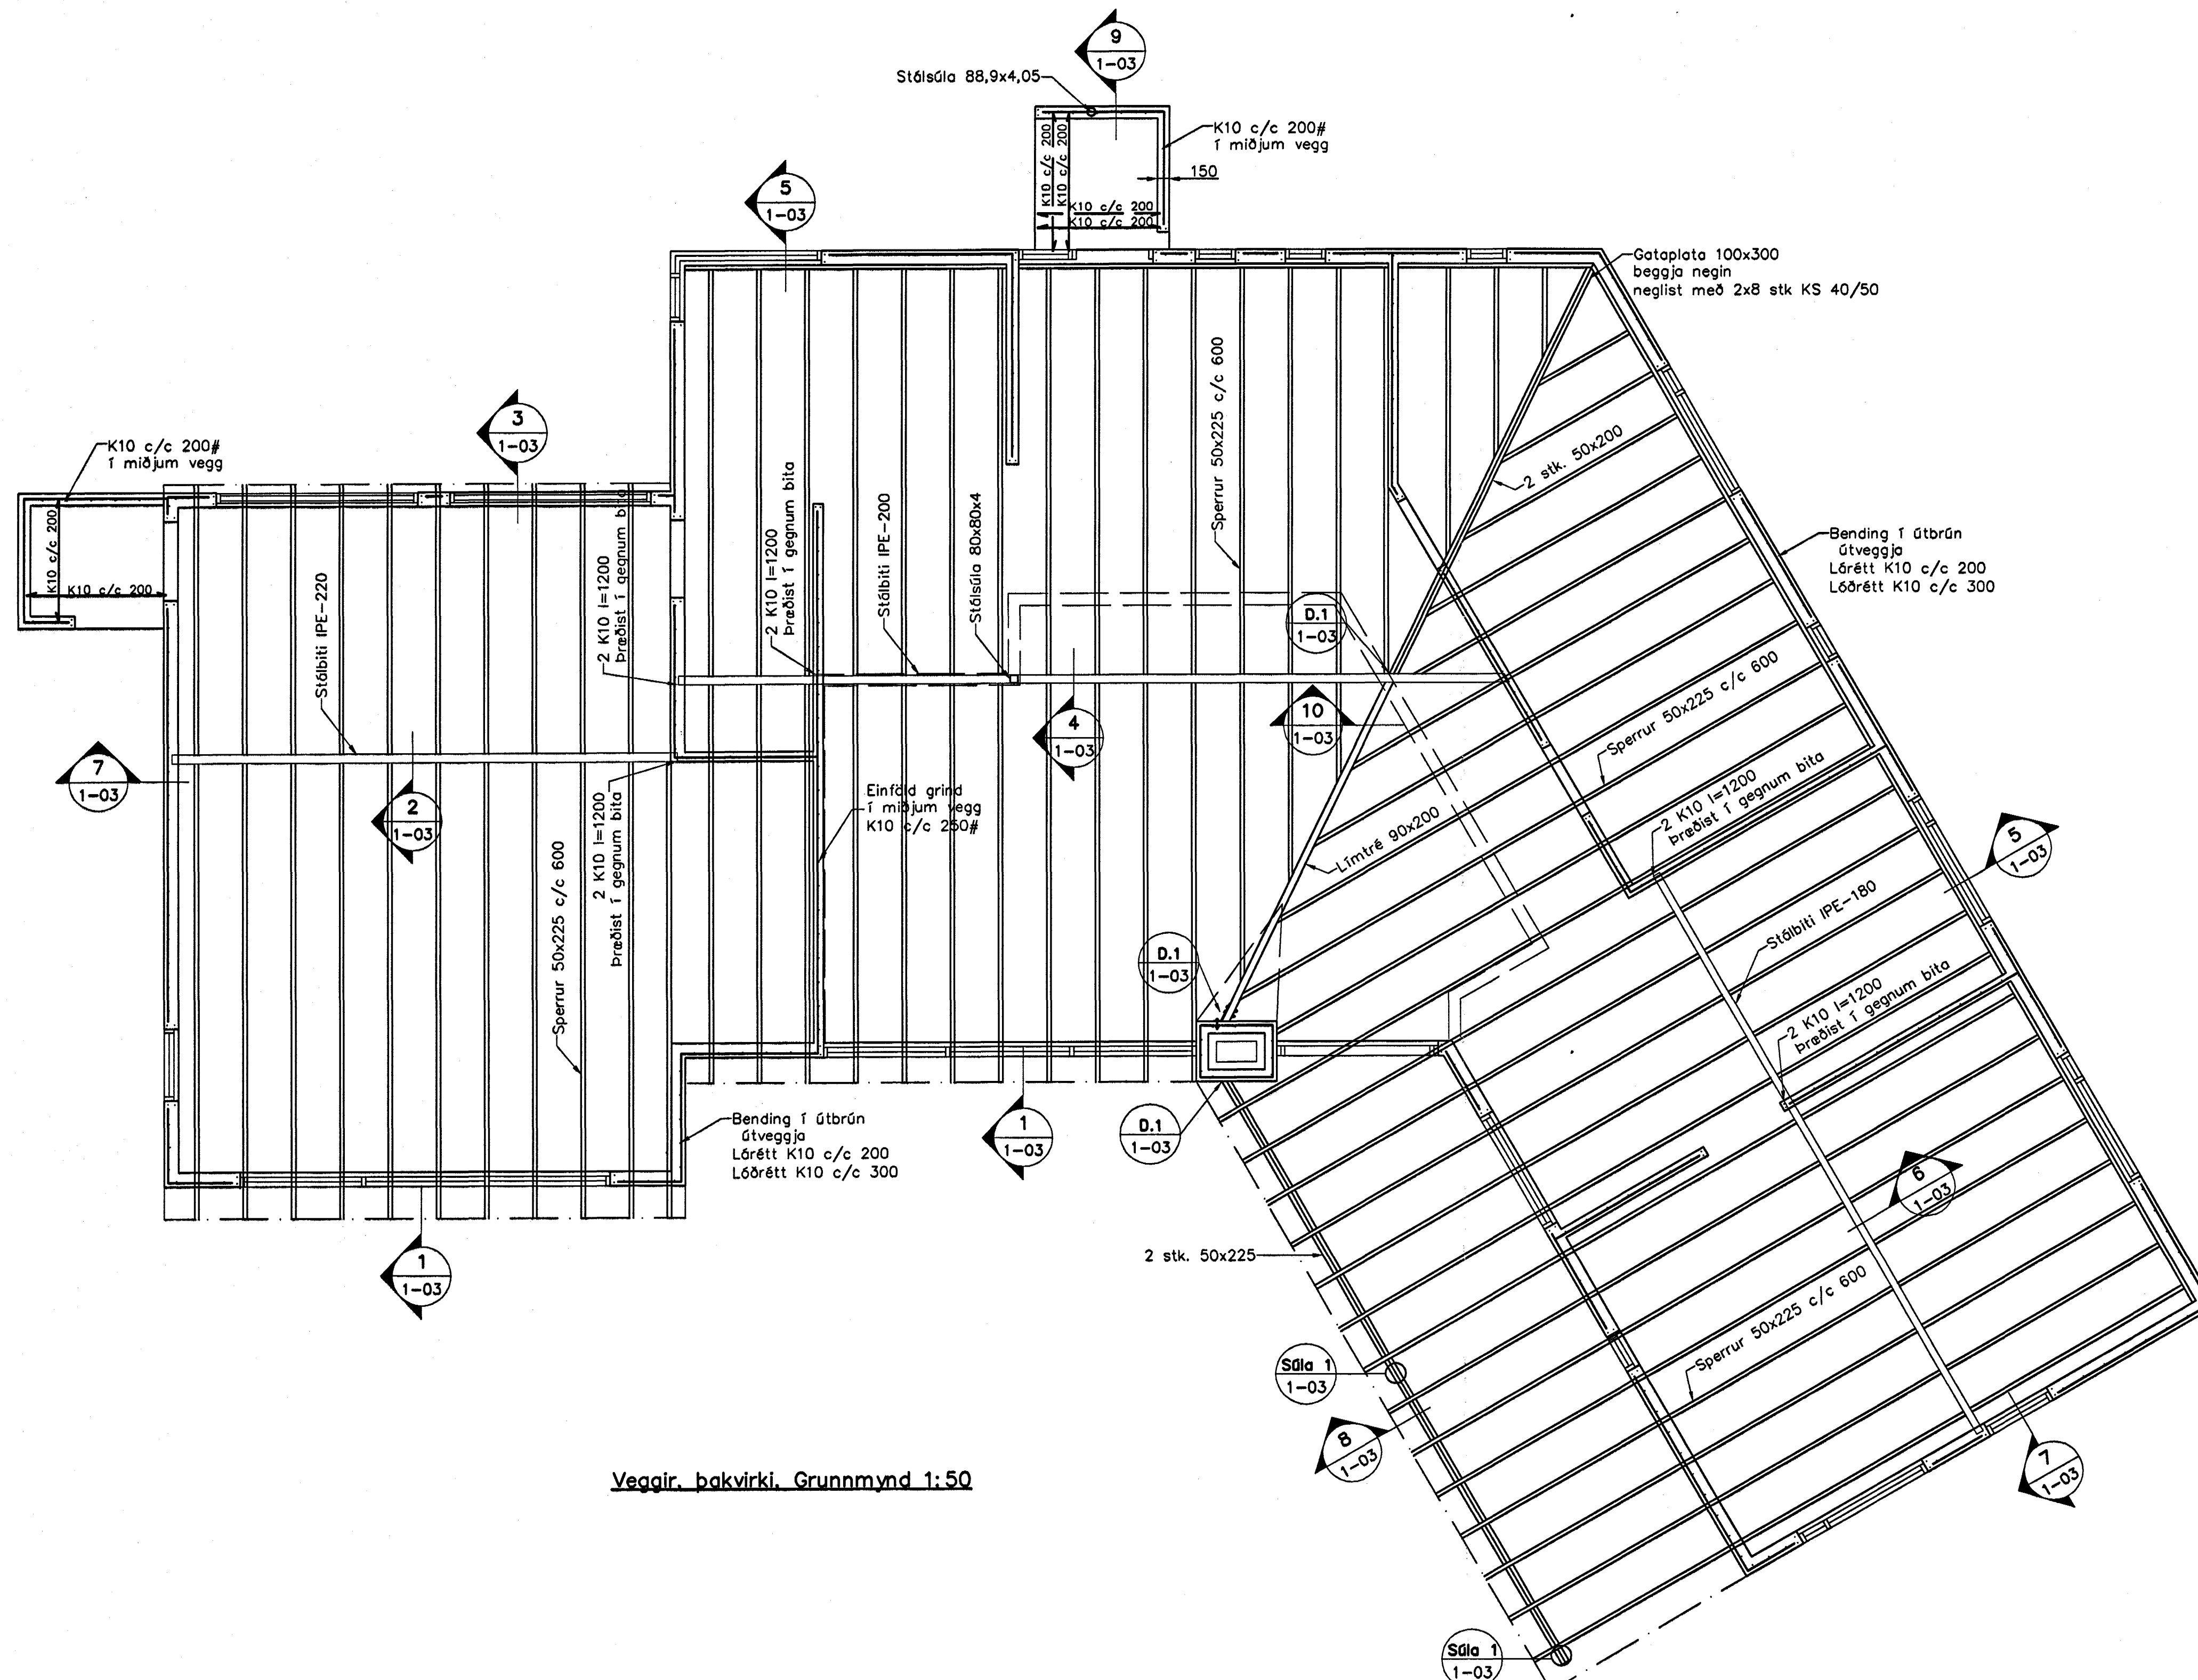 9
1-03
Stálsúla 88,9x4,05
K10 c/c 200#
í miðjum vegg
150
K10 c/c 200
K10 c/c 200
K10 c/c 200
K10 c/c 200
5
1-03
Gataplata 100x300
beggja negin
neglist með 2x8 stk KS 40/50
3
1-03
K10 c/c 200#
í miðjum vegg
K10 c/c 200
K10 c/c 200
Stálbiti IPE-220
2 K10 l=1200
Þræðist í gegnum bita
2 K10 l=1200
Þræðist í gegnum bita
Stálbiti IPE-200
Stálsúla 80x80x4
Sperrur 50x225 c/c 600
2 stk. 50x200
Bending í útbrún
útveggja
Lárétt K10 c/c 200
Lóðrétt K10 c/c 300
D.1
1-03
10
1-03
4
1-03
7
1-03
2
1-03
Sperrur 50x225 c/c 600
2 K10 l=1200
Þræðist í gegnum bita
Einföld grind
í miðjum vegg
K10 c/c 250#
Límtré 90x200
Sperrur 50x225 c/c 600
2 K10 l=1200
Þræðist í gegnum bita
5
1-03
Stálbiti IPE-180
2 K10 l=1200
Þræðist í gegnum bita
D.1
1-03
D.1
1-03
1
1-03
Bending í útbrún
útveggja
Lárétt K10 c/c 200
Lóðrétt K10 c/c 300
6
1-03
1
1-03
2 stk. 50x225
Sperrur 50x225 c/c 600
Súla 1
1-03
8
1-03
7
1-03
Súla 1
1-03
Veggir, þakvirki, Grunnmynd 1:50